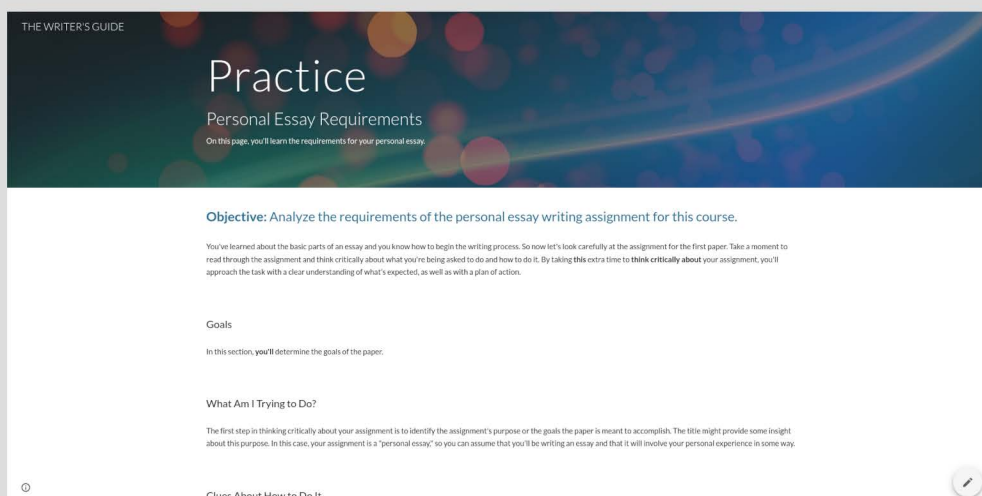 THE WRITER'S GUIDE
Practice
Personal Essay Requirements
On this page, you'll learn the requirements for your personal essay.
Objective: Analyze the requirements of the personal essay writing assignment for this course.
You've learned about the basic parts of an essay and you know how to begin the writing process. So now let's look carefully at the assignment for the first paper. Take a moment to
read through the assignment and think critically about what you're being asked to do and how to do it. By taking this extra time to think critically about your assignment, you'll
approach the task with a clear understanding of what's expected, as well as with a plan of action.
Goals
In this section, you'll determine the goals of the paper.
What Am I Trying to Do?
The first step in thinking critically about your assignment is to identify the assignment's purpose or the goals the paper is meant to accomplish. The title might provide some insight
about this purpose. In this case, your assignment is a "personal essay," so you can assume that you'll be writing an essay and that it will involve your personal experience in some way.
Clues About How to Do It